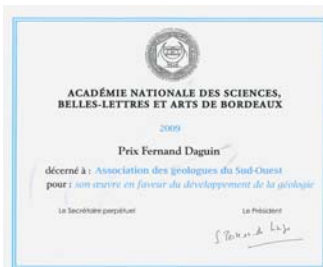 ACADÉMIE NATIONALE DES SCIENCES,
BELLES-LETTRES ET ARTS DE BORDEAUX
2009
Prix Fernand Daguin
décerné à : Association des géologues du Sud-Ouest
pour : son œuvre en faveur du développement de la géologie
Le Secrétaire perpétuel
Le Président